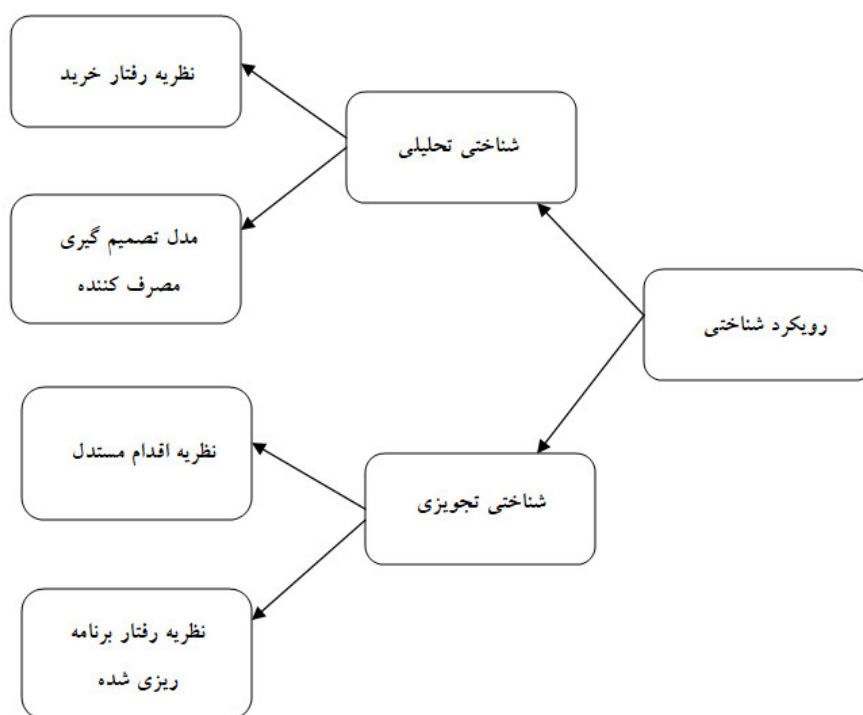 نظریه رفتار خرید
شناختی تحلیلی
مدل تصمیم گیری
مصرف کننده
رویکرد شناختی
نظریه اقدام مستدل
شناختی تجویزی
نظریه رفتار برنامه
ریزی شده